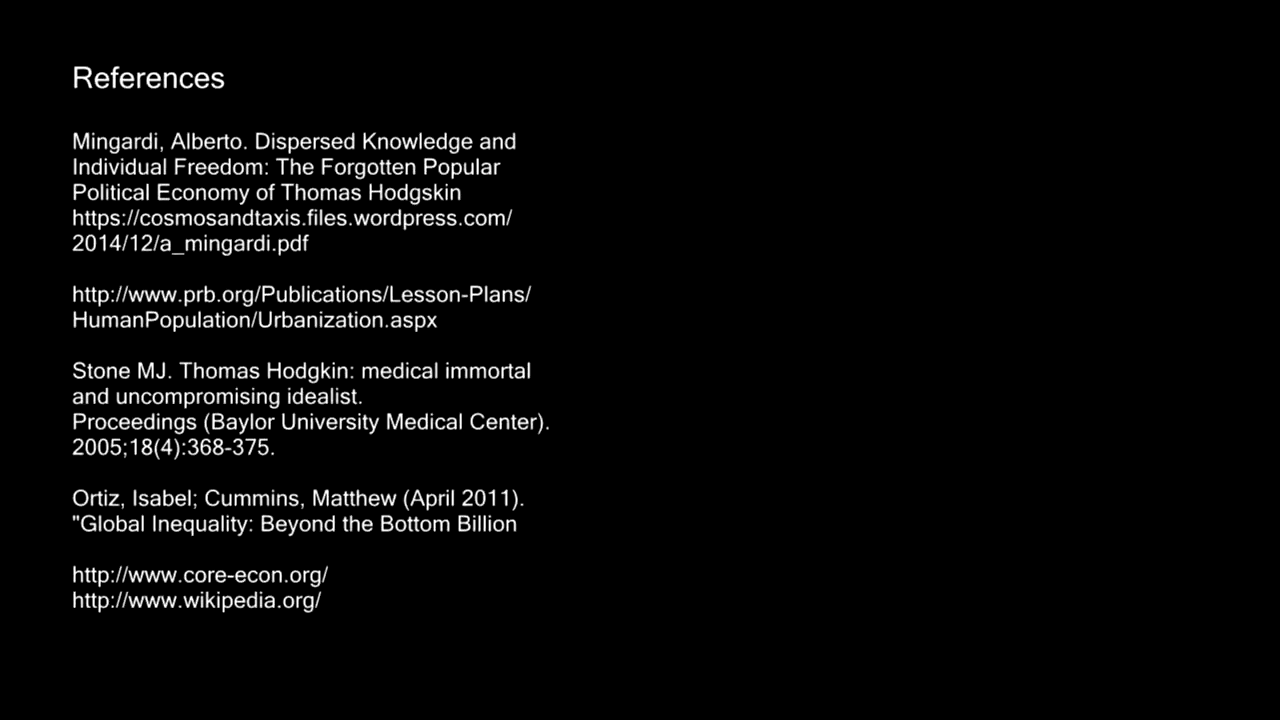 References
Mingardi, Alberto. Dispersed Knowledge and
Individual Freedom: The Forgotten Popular
Political Economy of Thomas Hodgskin
https://cosmosandtaxis.files.wordpress.com/
2014/12/a_mingardi.pdf
http://www.prb.org/Publications/Lesson-Plans/
HumanPopulation/Urbanization.aspx
Stone MJ. Thomas Hodgkin: medical immortal
and uncompromising idealist.
Proceedings (Baylor University Medical Center).
2005;18(4):368-375.
Ortiz, Isabel; Cummins, Matthew (April 2011).
"Global Inequality: Beyond the Bottom Billion
http://www.core-econ.org/
http://www.wikipedia.org/